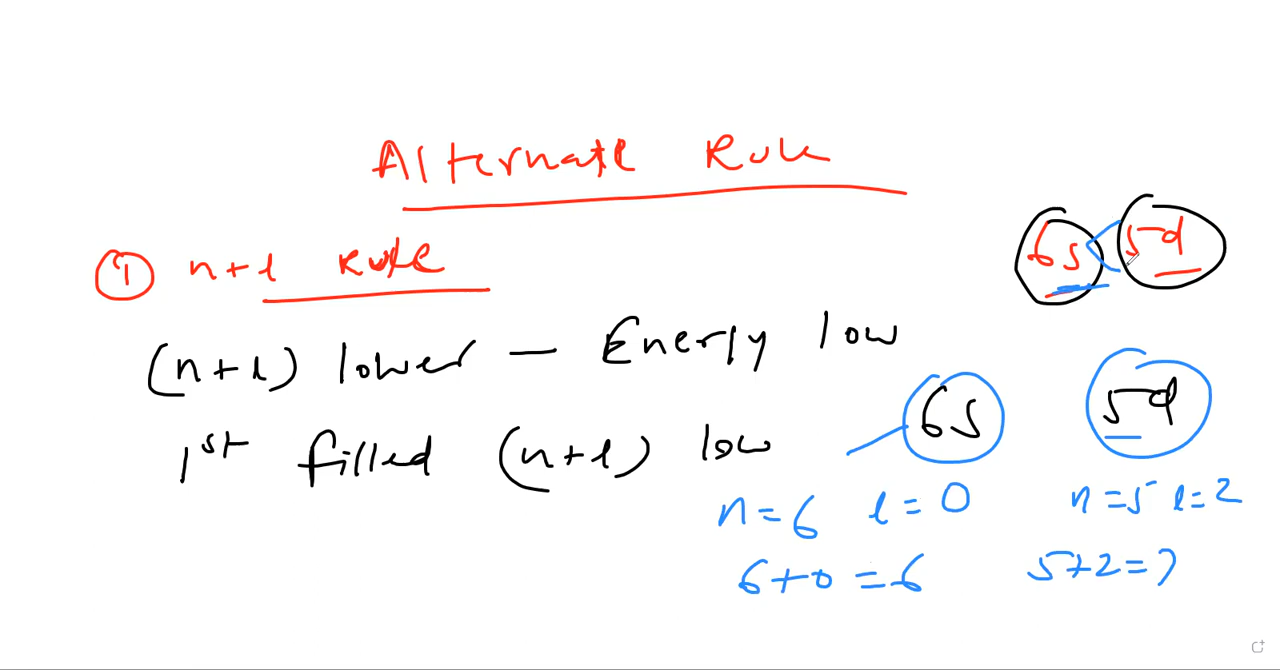 Alternate Rule
① n+l Rule
6s < 5d
(n+l) lower — Energy low
1st filled (n+l) low
6s 5d
n=6 l=0 n=5 l=2
6+0=6 5+2=7